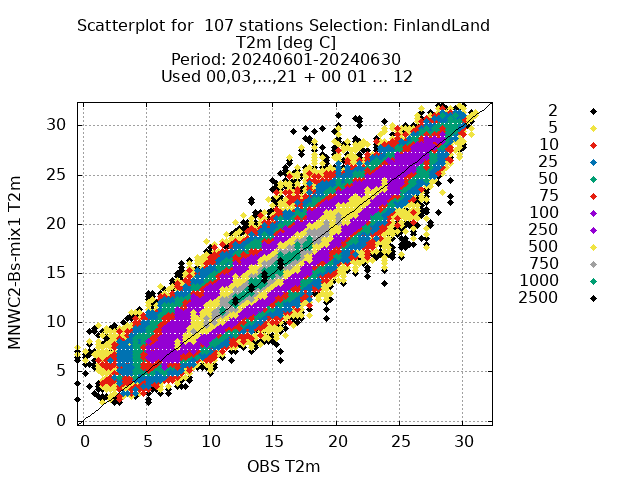 Scatterplot for  107 stations Selection: FinlandLand
T2m [deg C]
Period: 20240601-20240630
Used 00,03,...,21 + 00 01 ... 12
MNWC2-Bs-mix1 T2m
30
25
20
15
10
5
0
0 5 10 15 20 25 30
OBS T2m
2
5
10
25
50
75
100
250
500
750
1000
2500